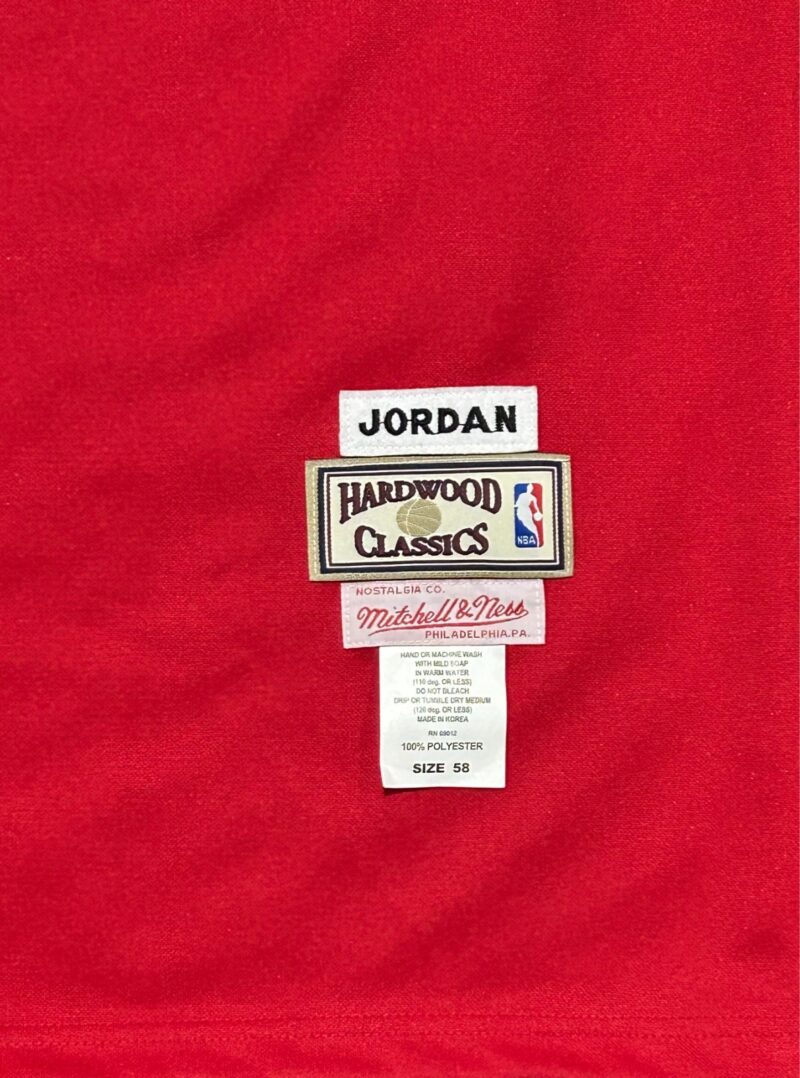 JORDAN
HARDWOOD
CLASSICS
NBA
NOSTALGIA CO.
Mitchell & Ness
PHILADELPHIA.PA.
HAND OR MACHINE WASH
WITH MILD SOAP
IN WARM WATER
(110 deg. OR LESS)
DO NOT BLEACH
DRIP OR TUMBLE DRY MEDIUM
(120 deg. OR LESS)
MADE IN KOREA
RN 69012
100% POLYESTER
SIZE 58